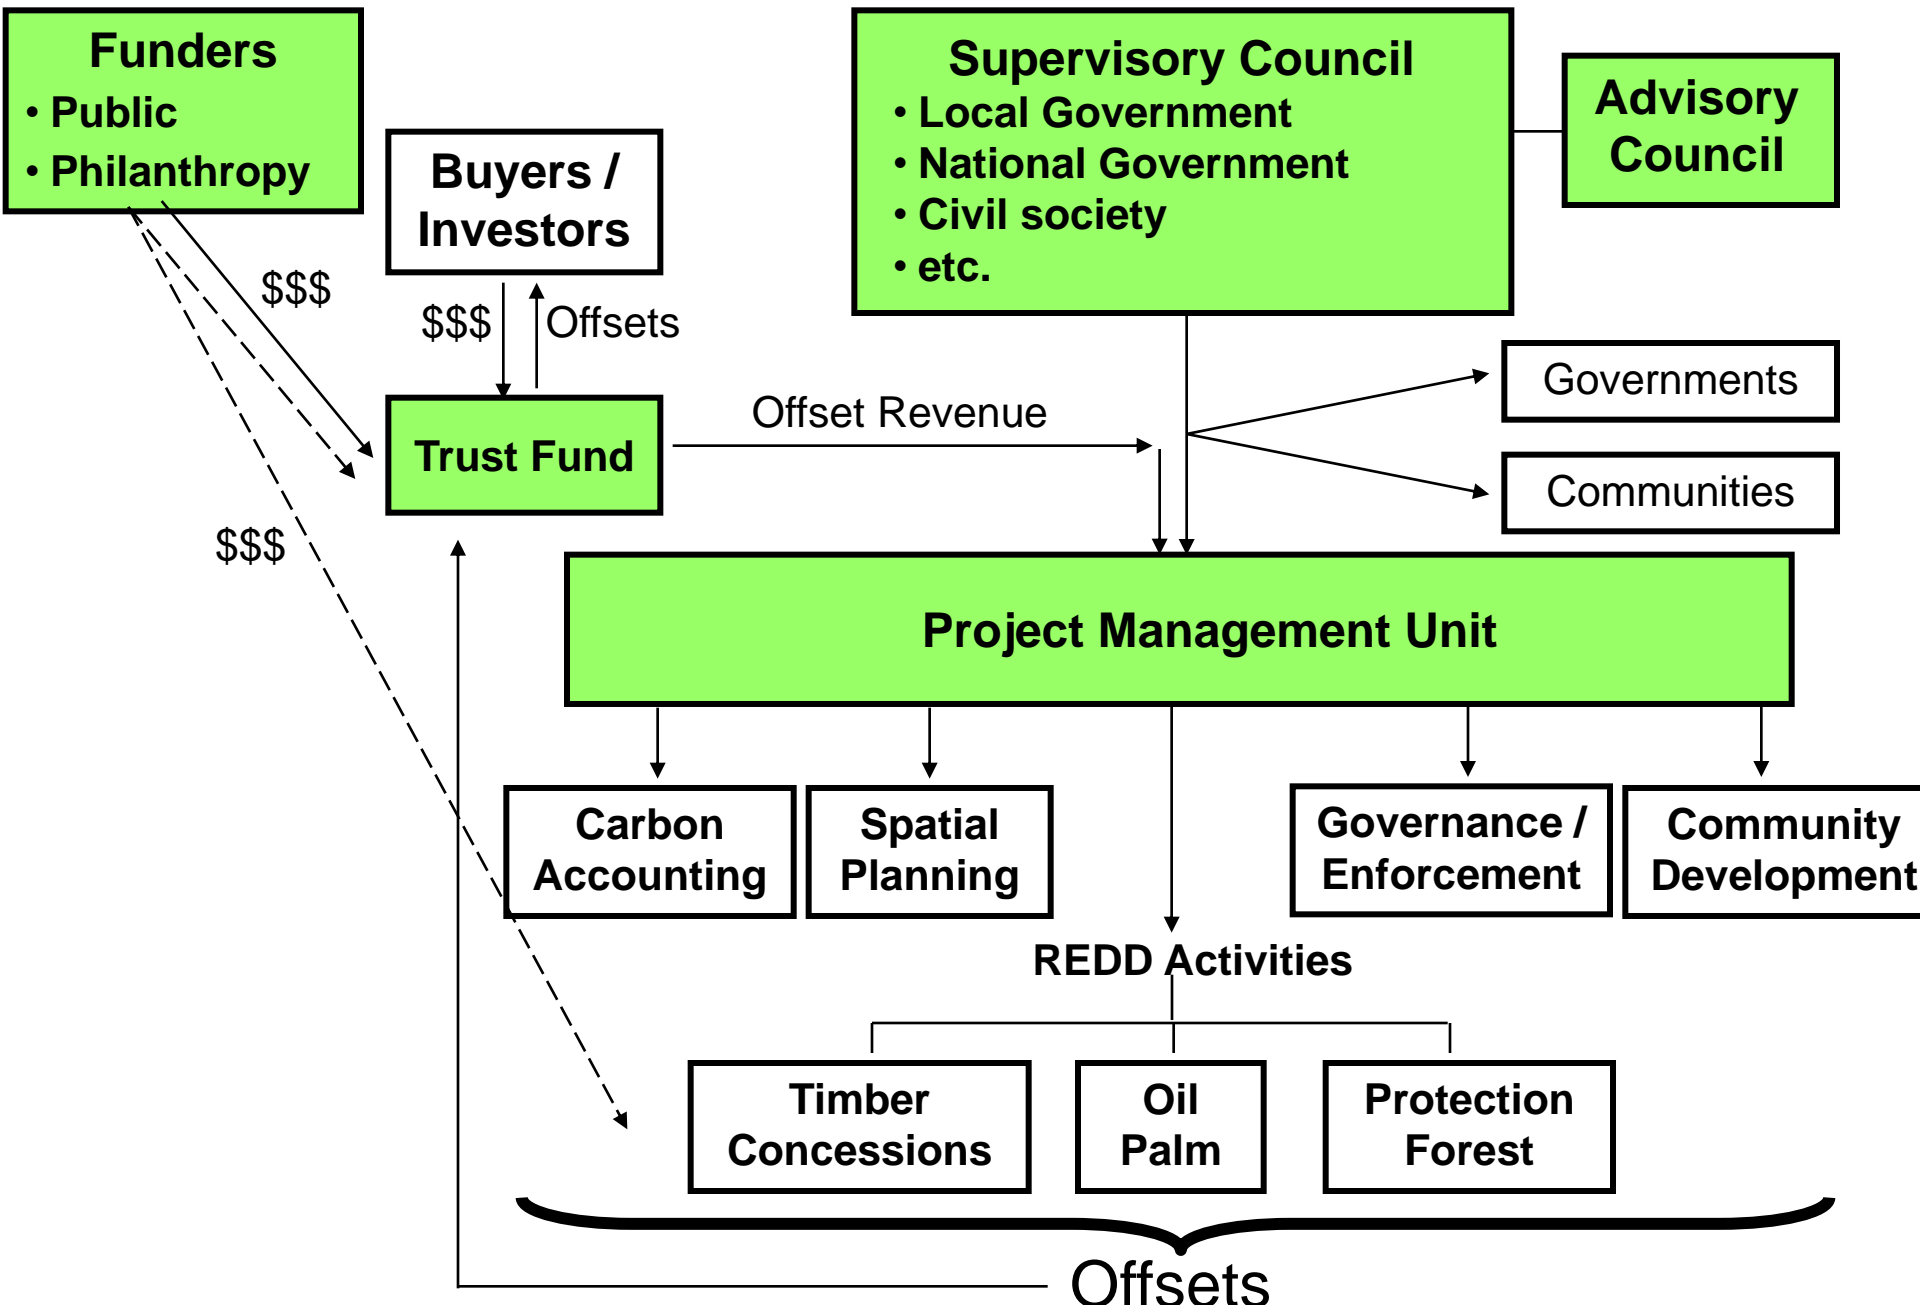 Funders
• Public
• Philanthropy
Buyers /
Investors
Supervisory Council
• Local Government
• National Government
• Civil society
• etc.
Advisory
Council
$$$
$$$
Offsets
Governments
Offset Revenue
Trust Fund
Communities
$$$
Project Management Unit
Carbon
Accounting
Spatial
Planning
Governance /
Enforcement
Community
Development
REDD Activities
Timber
Concessions
Oil
Palm
Protection
Forest
Offsets